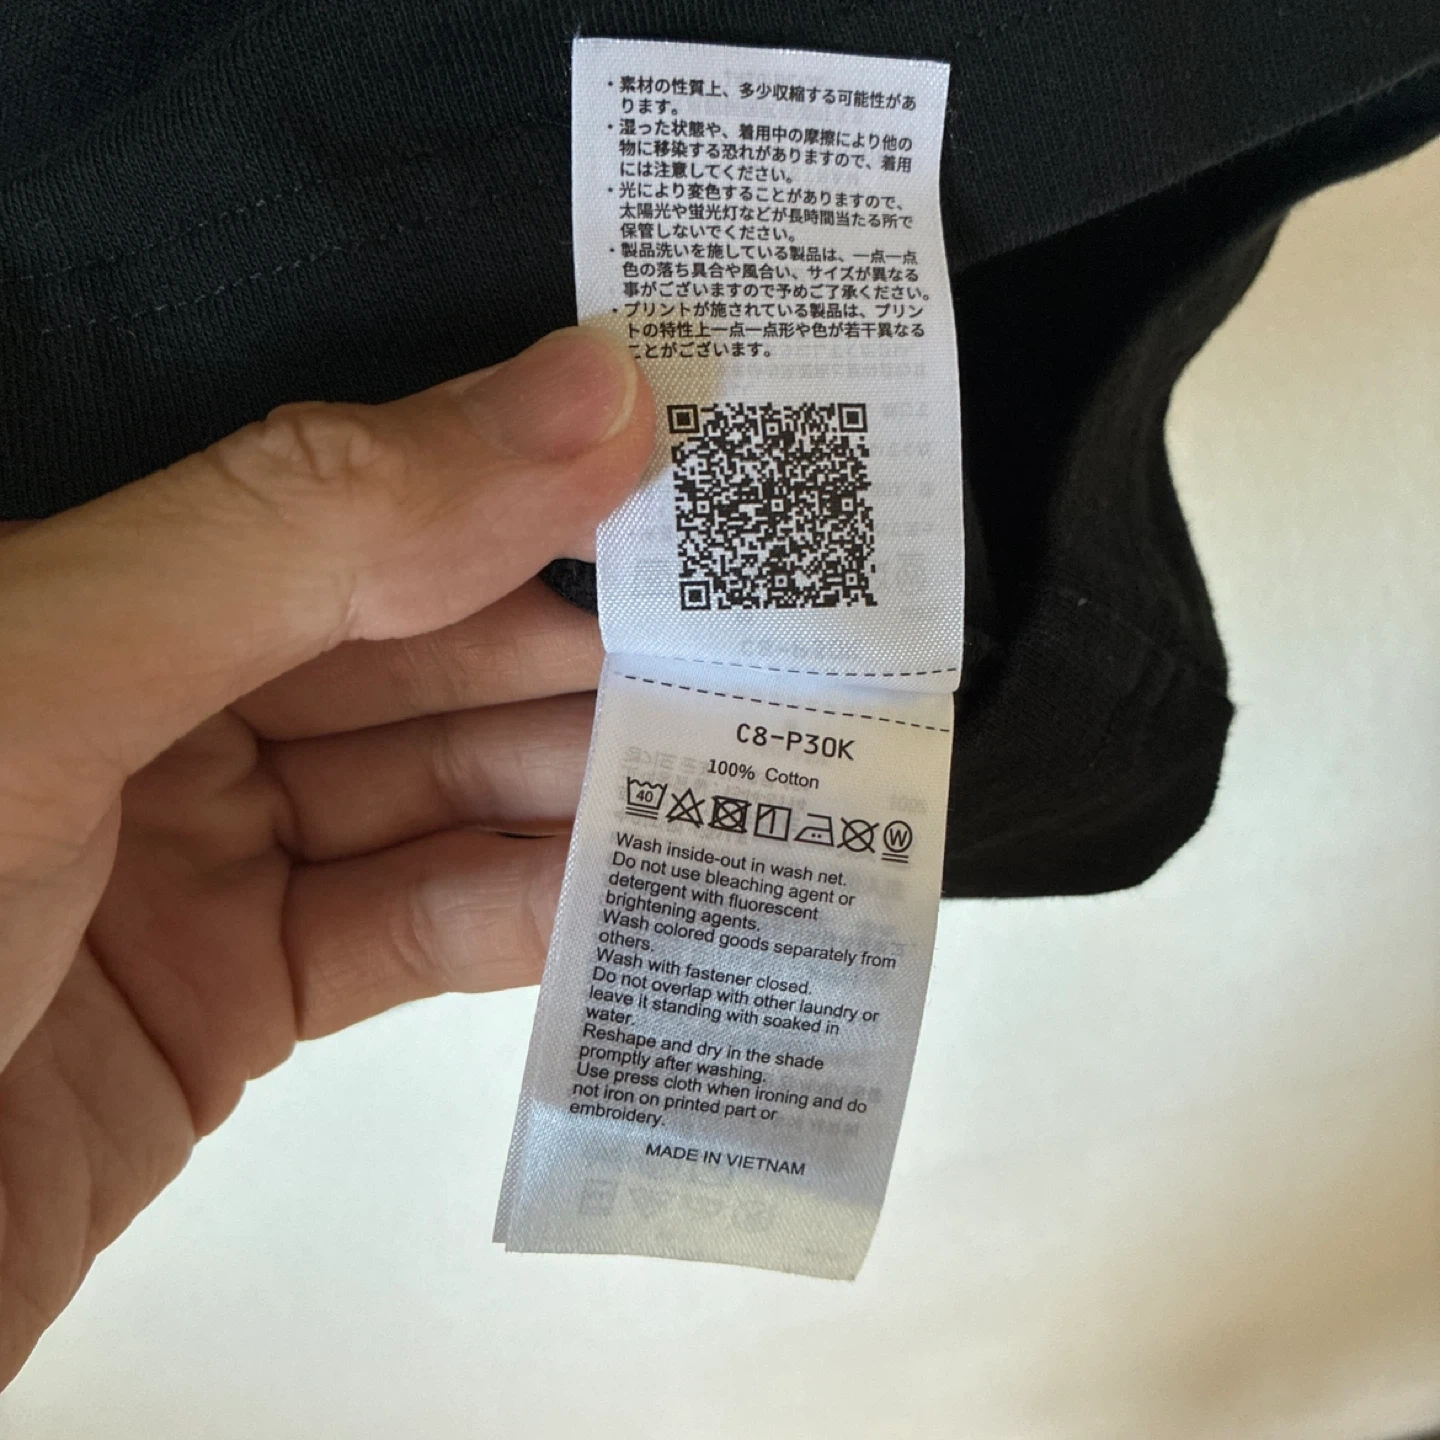 ・素材の性質上、多少収縮する可能性があ
ります。
・湿った状態や、着用中の摩擦により他の
物に移染する恐れがありますので、着用
には注意してください。
・光により変色することがありますので、
太陽光や蛍光灯などが長時間当たる所で
保管しないでください。
・製品洗いを施している製品は、一点一点
色の落ち具合や風合い、サイズが異なる
事がございますので予めご了承ください。
・プリントが施されている製品は、プリン
トの特性上一点一点形や色が若干異なる
ことがございます。
C8-P30K
100% Cotton
40
W
Wash inside-out in wash net.
Do not use bleaching agent or
detergent with fluorescent
brightening agents.
Wash colored goods separately from
others.
Wash with fastener closed.
Do not overlap with other laundry or
leave it standing with soaked in
water.
Reshape and dry in the shade
promptly after washing.
Use press cloth when ironing and do
not iron on printed part or
embroidery.
MADE IN VIETNAM